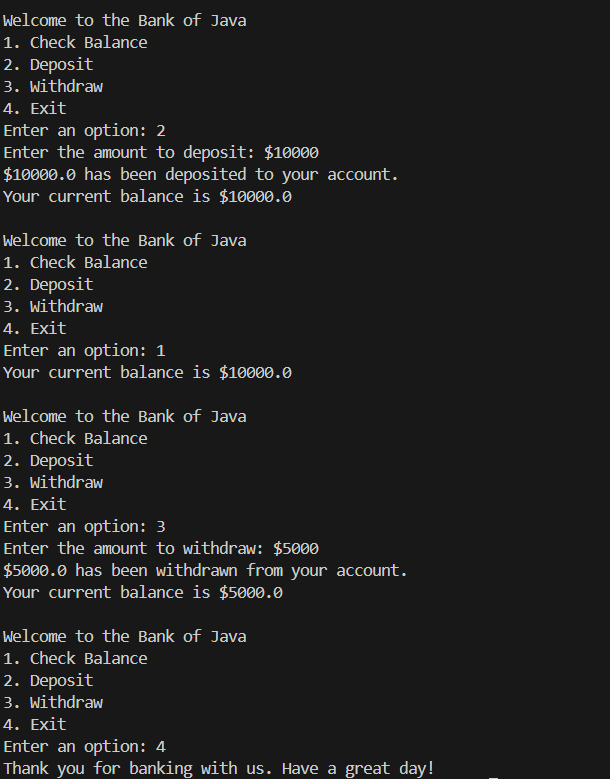 Welcome to the Bank of Java
1. Check Balance
2. Deposit
3. Withdraw
4. Exit
Enter an option: 2
Enter the amount to deposit: $10000
$10000.0 has been deposited to your account.
Your current balance is $10000.0
Welcome to the Bank of Java
1. Check Balance
2. Deposit
3. Withdraw
4. Exit
Enter an option: 1
Your current balance is $10000.0
Welcome to the Bank of Java
1. Check Balance
2. Deposit
3. Withdraw
4. Exit
Enter an option: 3
Enter the amount to withdraw: $5000
$5000.0 has been withdrawn from your account.
Your current balance is $5000.0
Welcome to the Bank of Java
1. Check Balance
2. Deposit
3. Withdraw
4. Exit
Enter an option: 4
Thank you for banking with us. Have a great day!